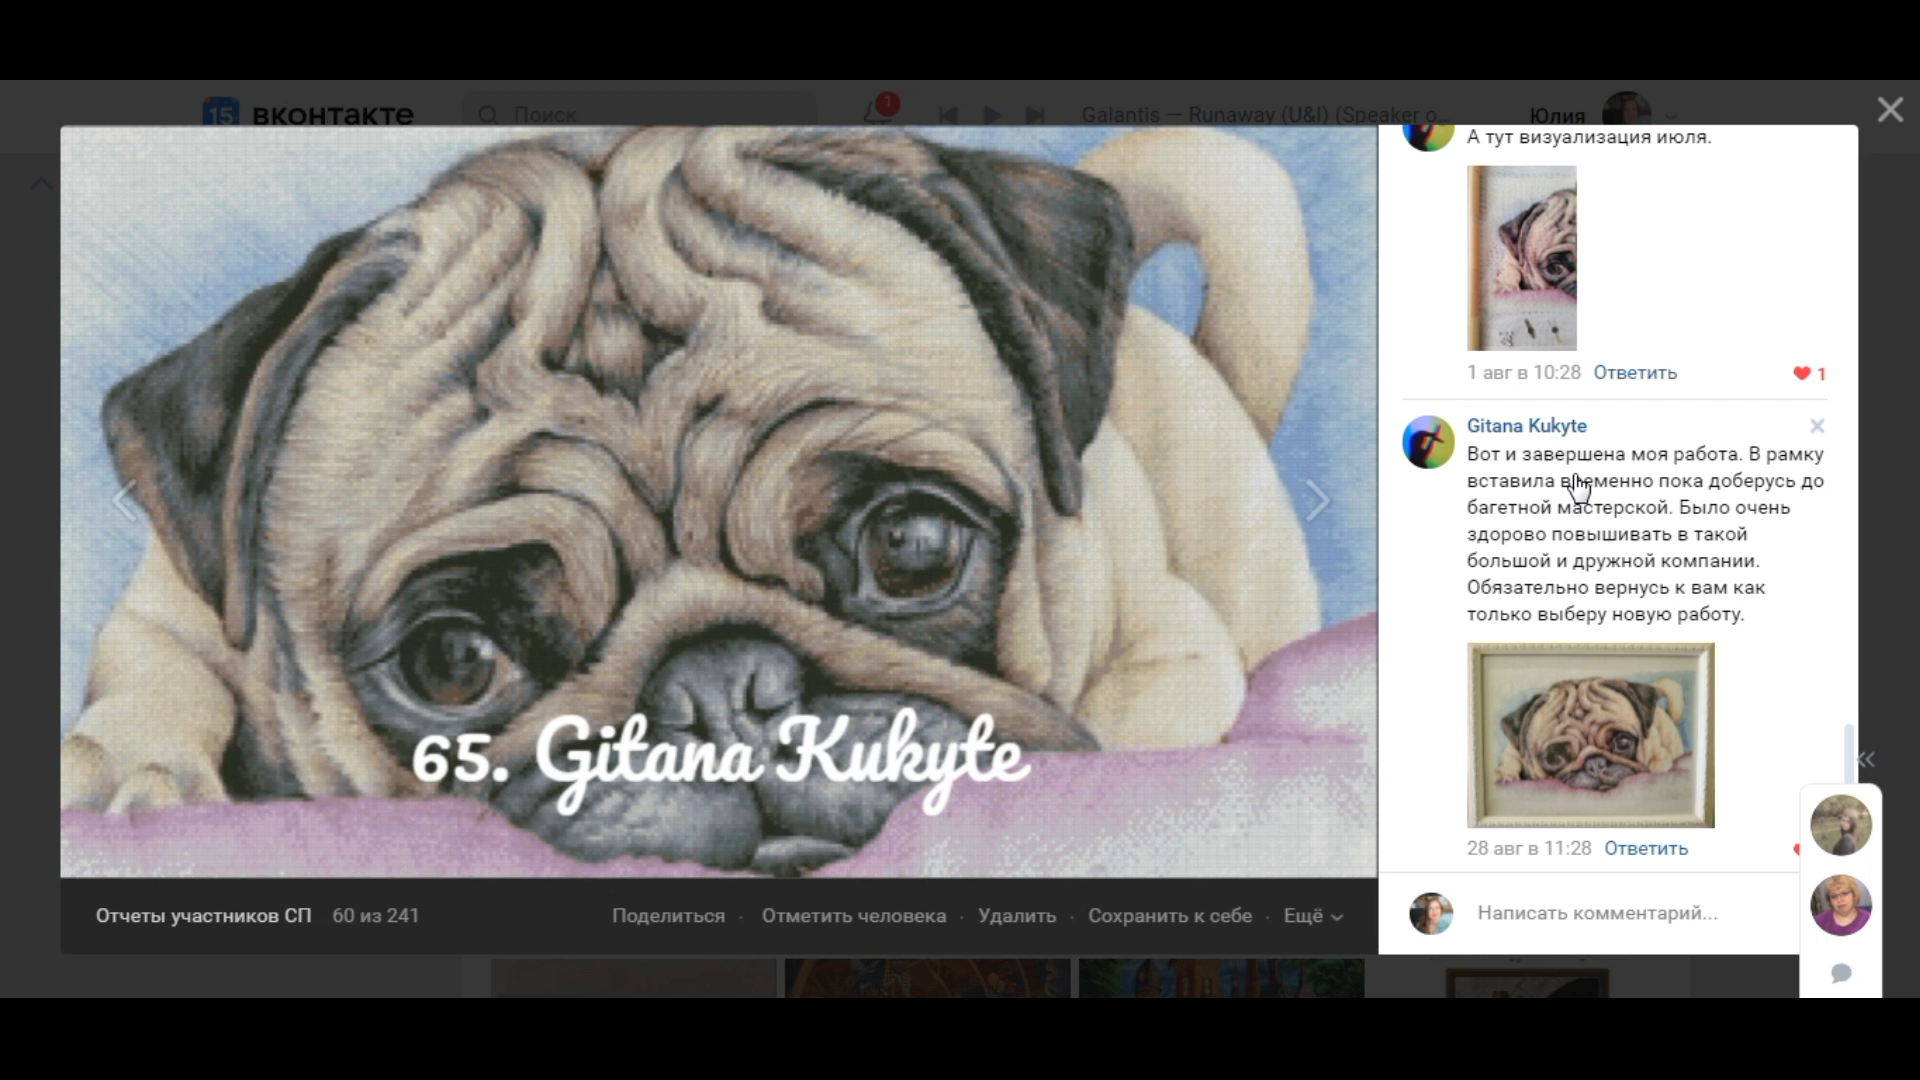 15 вконтакте
Поиск
1
Galantis — Runaway (U&I) (Speaker o...
Юлия
65. Gitana Kukyte
Отчеты участников СП 60 из 241
Поделиться · Отметить человека · Удалить · Сохранить к себе · Ещё
А тут визуализация июля.
1 авг в 10:28 Ответить
1
Gitana Kukyte
Вот и завершена моя работа. В рамку
вставила временно пока доберусь до
багетной мастерской. Было очень
здорово повышивать в такой
большой и дружной компании.
Обязательно вернусь к вам как
только выберу новую работу.
28 авг в 11:28 Ответить
Написать комментарий...